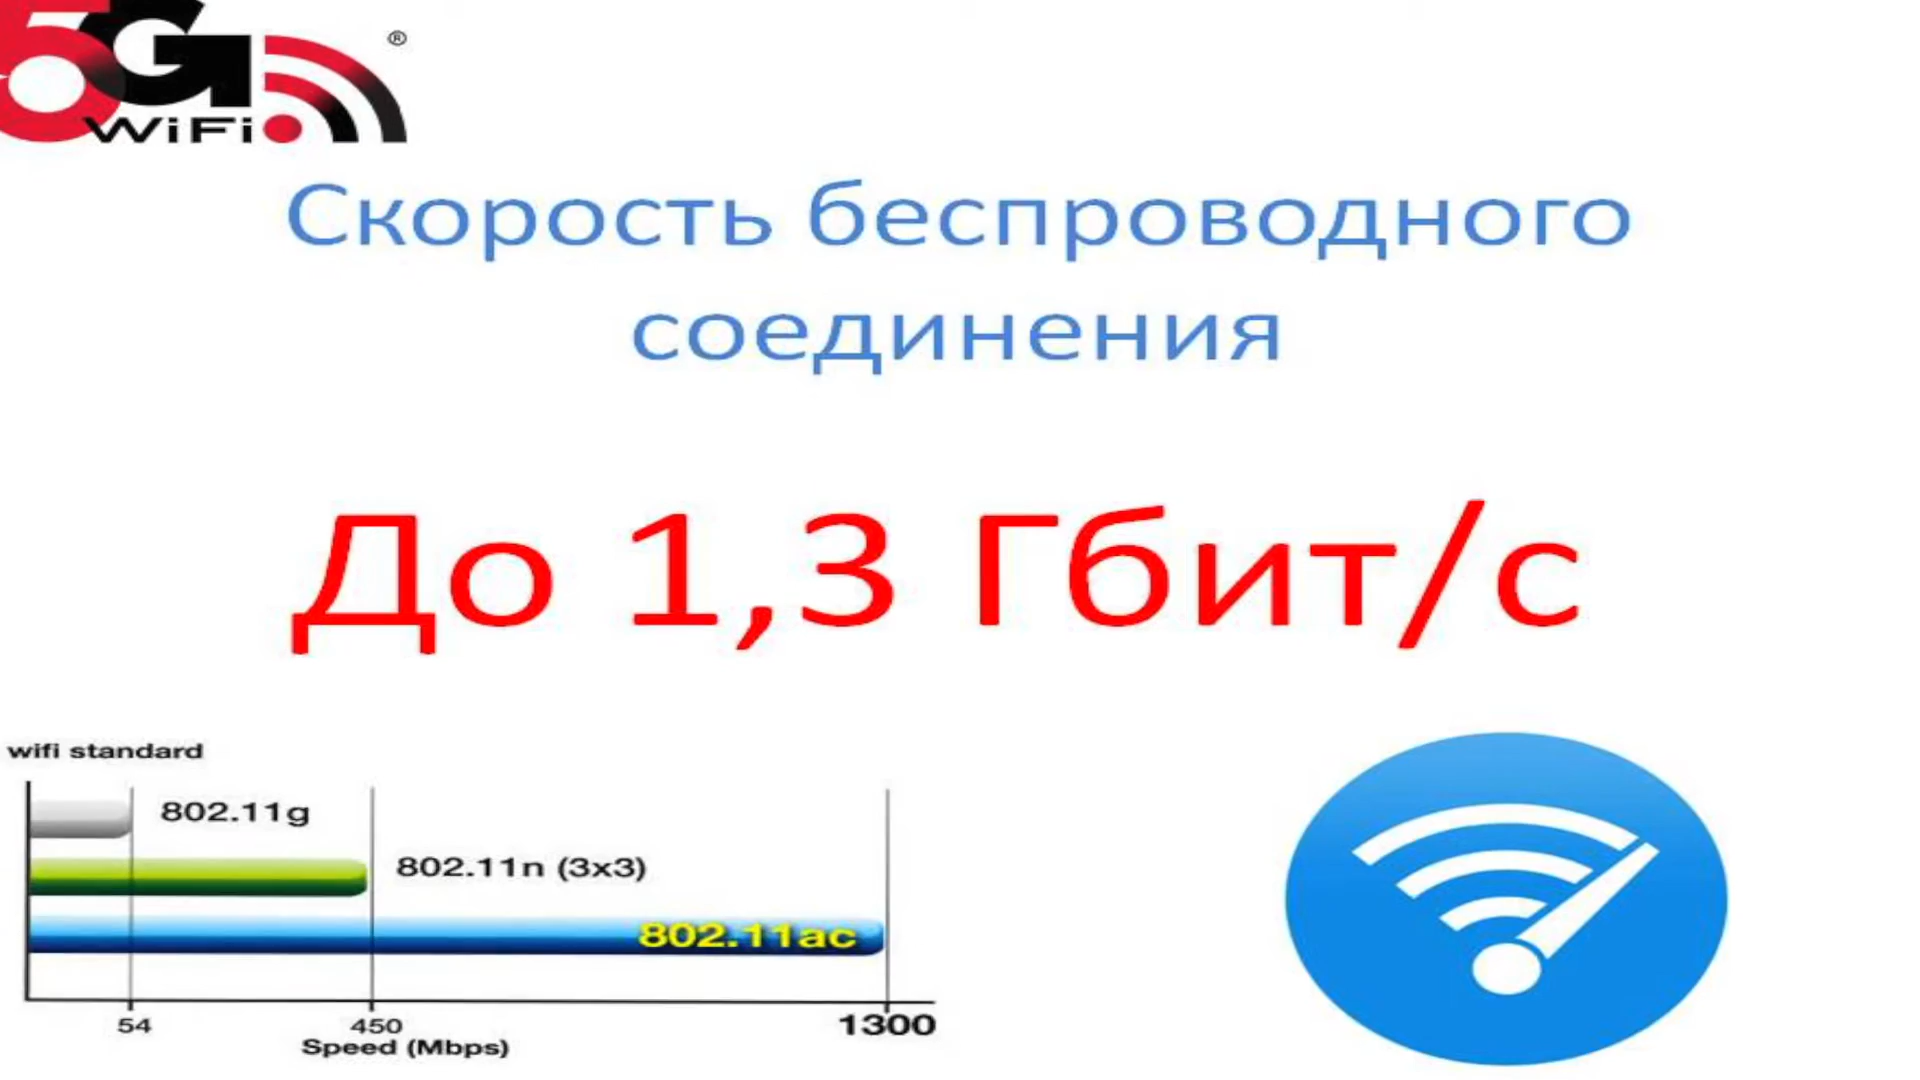 5G
WiFi
®
Скорость беспроводного
соединения
До 1,3 Гбит/с
wifi standard
802.11g
802.11n (3x3)
802.11ac
54
450
1300
Speed (Mbps)